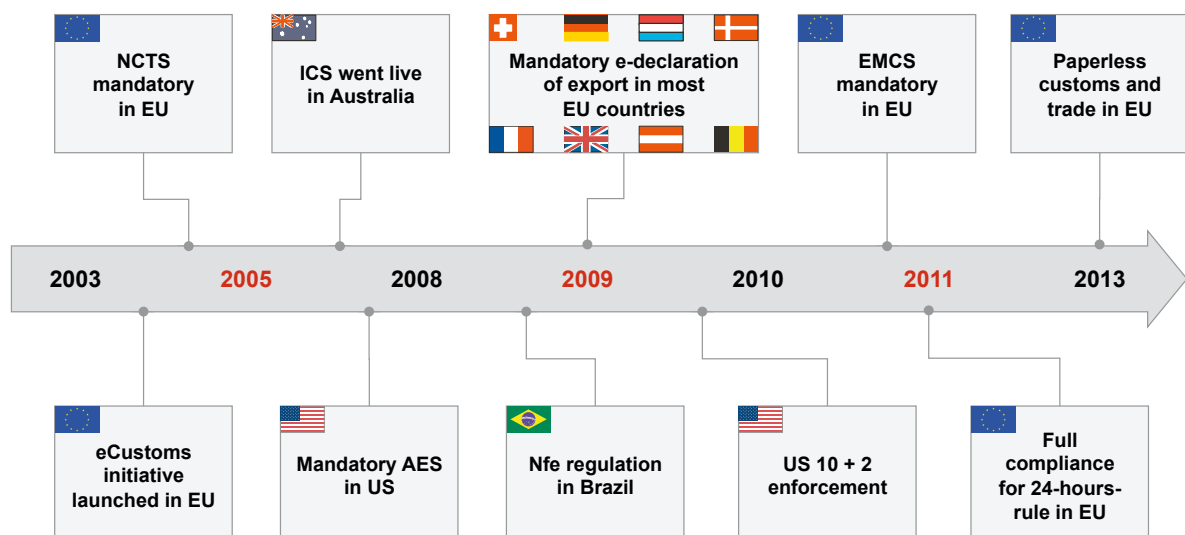 NCTS
mandatory
in EU
ICS went live
in Australia
Mandatory e-declaration
of export in most
EU countries
EMCS
mandatory
in EU
Paperless
customs and
trade in EU
2003
2005
2008
2009
2010
2011
2013
eCustoms
initiative
launched in EU
Mandatory AES
in US
Nfe regulation
in Brazil
US 10 + 2
enforcement
Full
compliance
for 24-hours-
rule in EU